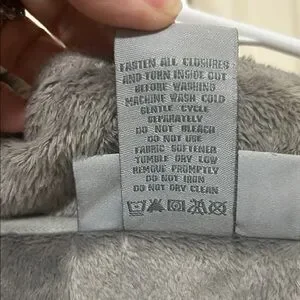 FASTEN ALL CLOSURES
AND TURN INSIDE OUT
BEFORE WASHING
MACHINE WASH COLD
GENTLE CYCLE
SEPARATELY
DO NOT BLEACH
DO NOT USE
FABRIC SOFTENER
TUMBLE DRY LOW
REMOVE PROMPTLY
DO NOT IRON
DO NOT DRY CLEAN